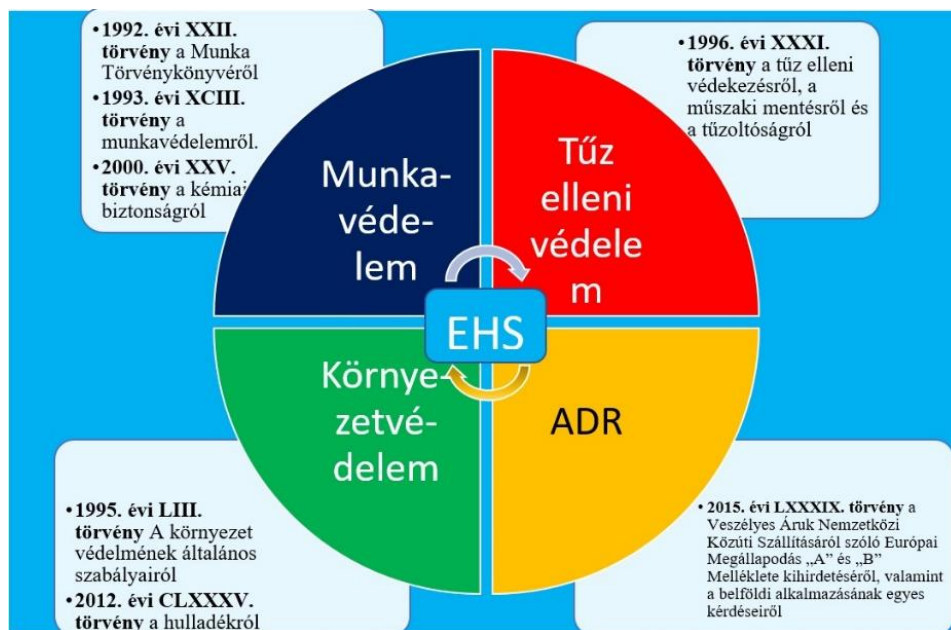 •1992. évi XXII.
törvény a Munka
Törvénykönyvéről
•1993. évi XCIII.
törvény a
munkavédelemről.
•2000. évi XXV.
törvény a kémiai
biztonságról
•1996. évi XXXI.
törvény a tűz elleni
védekezésről, a
műszaki mentésről és
a tűzoltóságról
Munka-
véde-
lem
Tűz
elleni
védele
m
EHS
Környe-
zetvé-
delem
ADR
•1995. évi LIII.
törvény A környezet
védelmének általános
szabályairól
•2012. évi CLXXXV.
törvény a hulladékról
•2015. évi LXXXIX. törvény a
Veszélyes Áruk Nemzetközi
Közúti Szállításáról szóló Európai
Megállapodás „A” és „B”
Melléklete kihirdetéséről, valamint
a belföldi alkalmazásának egyes
kérdéseiről